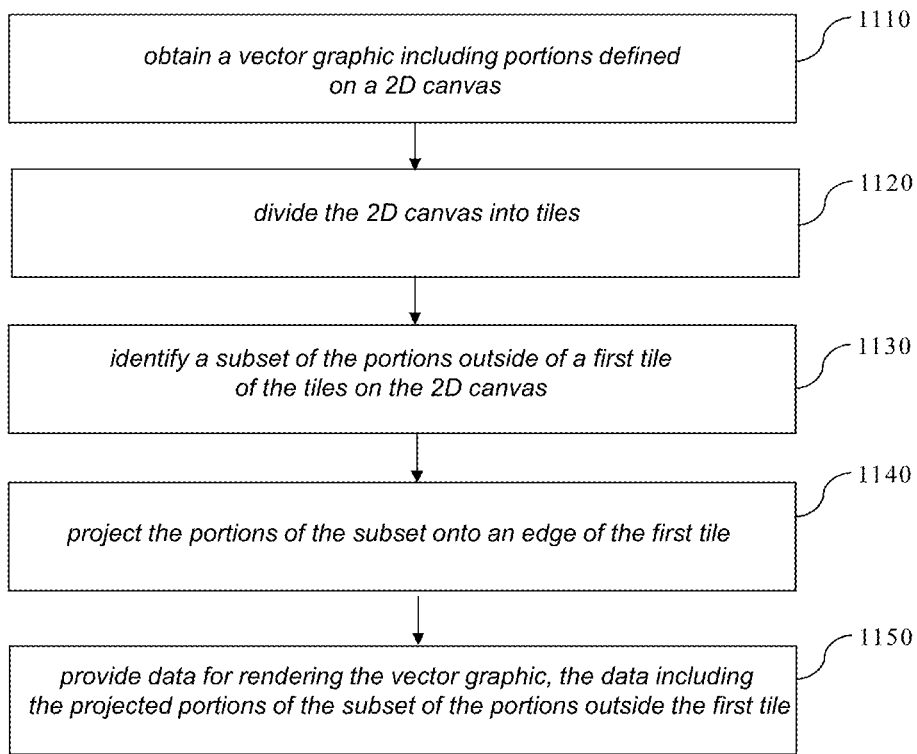 1110
obtain a vector graphic including portions defined
on a 2D canvas
1120
divide the 2D canvas into tiles
1130
identify a subset of the portions outside of a first tile
of the tiles on the 2D canvas
1140
project the portions of the subset onto an edge of the first tile
1150
provide data for rendering the vector graphic, the data including
the projected portions of the subset of the portions outside the first tile